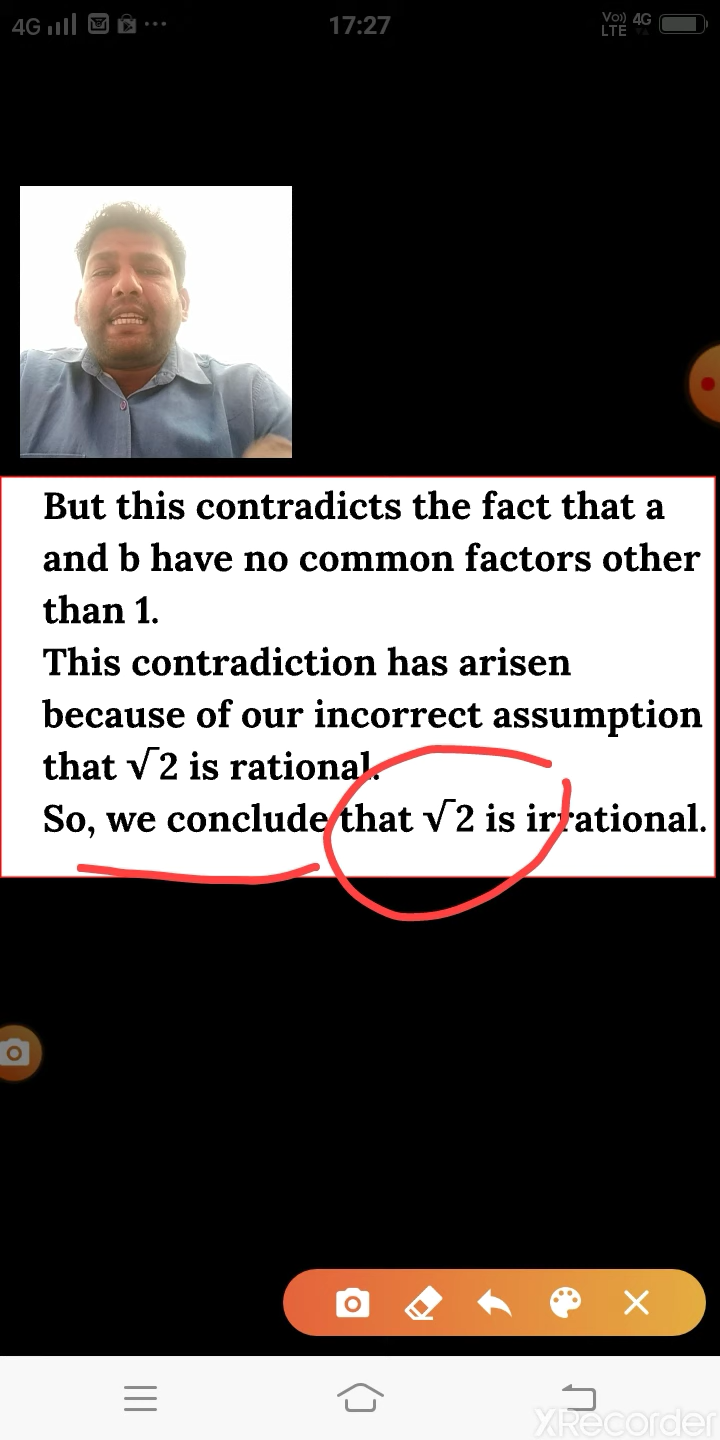 4G 17:27 Vo)) LTE 4G
But this contradicts the fact that a
and b have no common factors other
than 1.
This contradiction has arisen
because of our incorrect assumption
that √2 is rational.
So, we conclude that √2 is irrational.
XRecorder